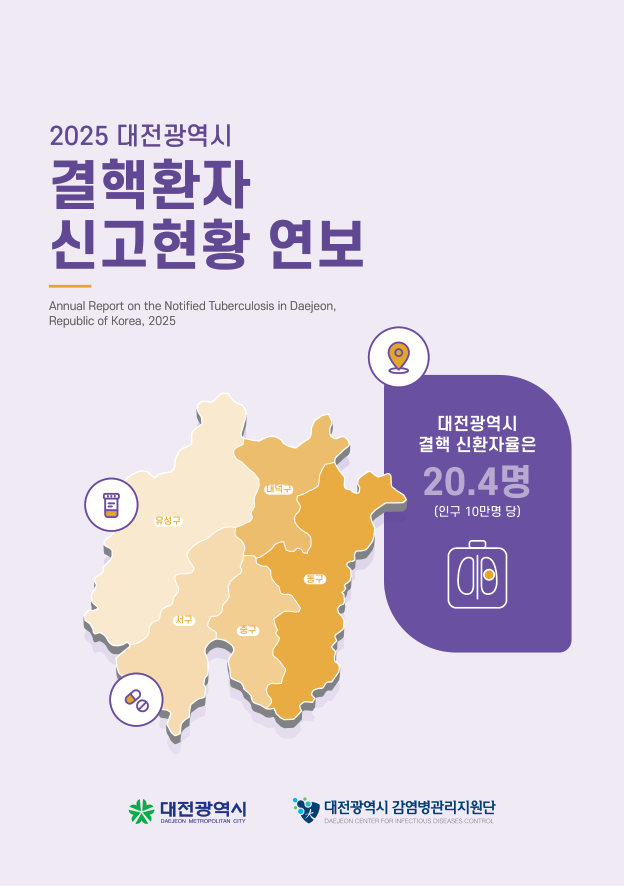 2025 대전광역시
결핵환자
신고현황 연보
Annual Report on the Notified Tuberculosis in Daejeon,
Republic of Korea, 2025
대전광역시
결핵 신환자율은
20.4명
(인구 10만명 당)
대덕구
유성구
동구
서구
중구
대전광역시
DAEJEON METROPOLITAN CITY
대전광역시 감염병관리지원단
DAEJEON CENTER FOR INFECTIOUS DISEASES CONTROL